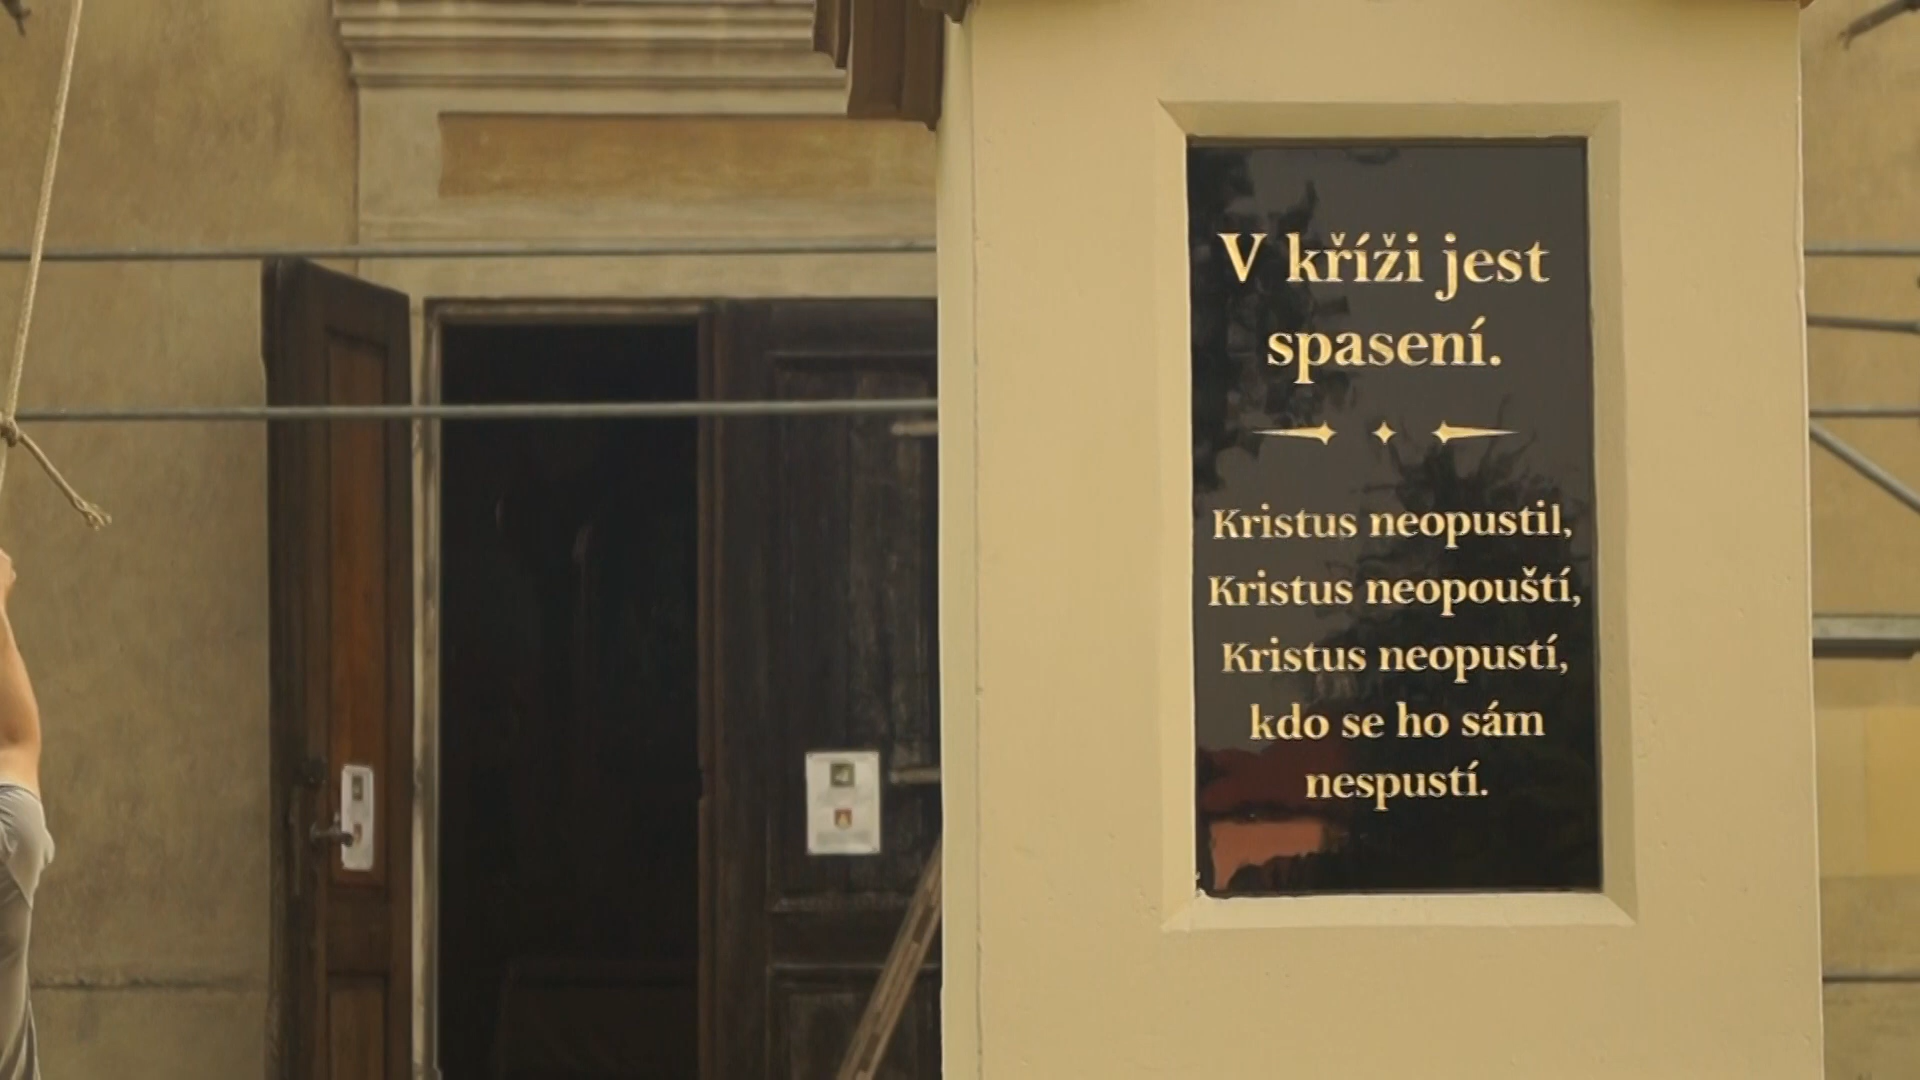 V kříži jest
spasení.
Kristus neopustil,
Kristus neopouští,
Kristus neopustí,
kdo se ho sám
nespustí.